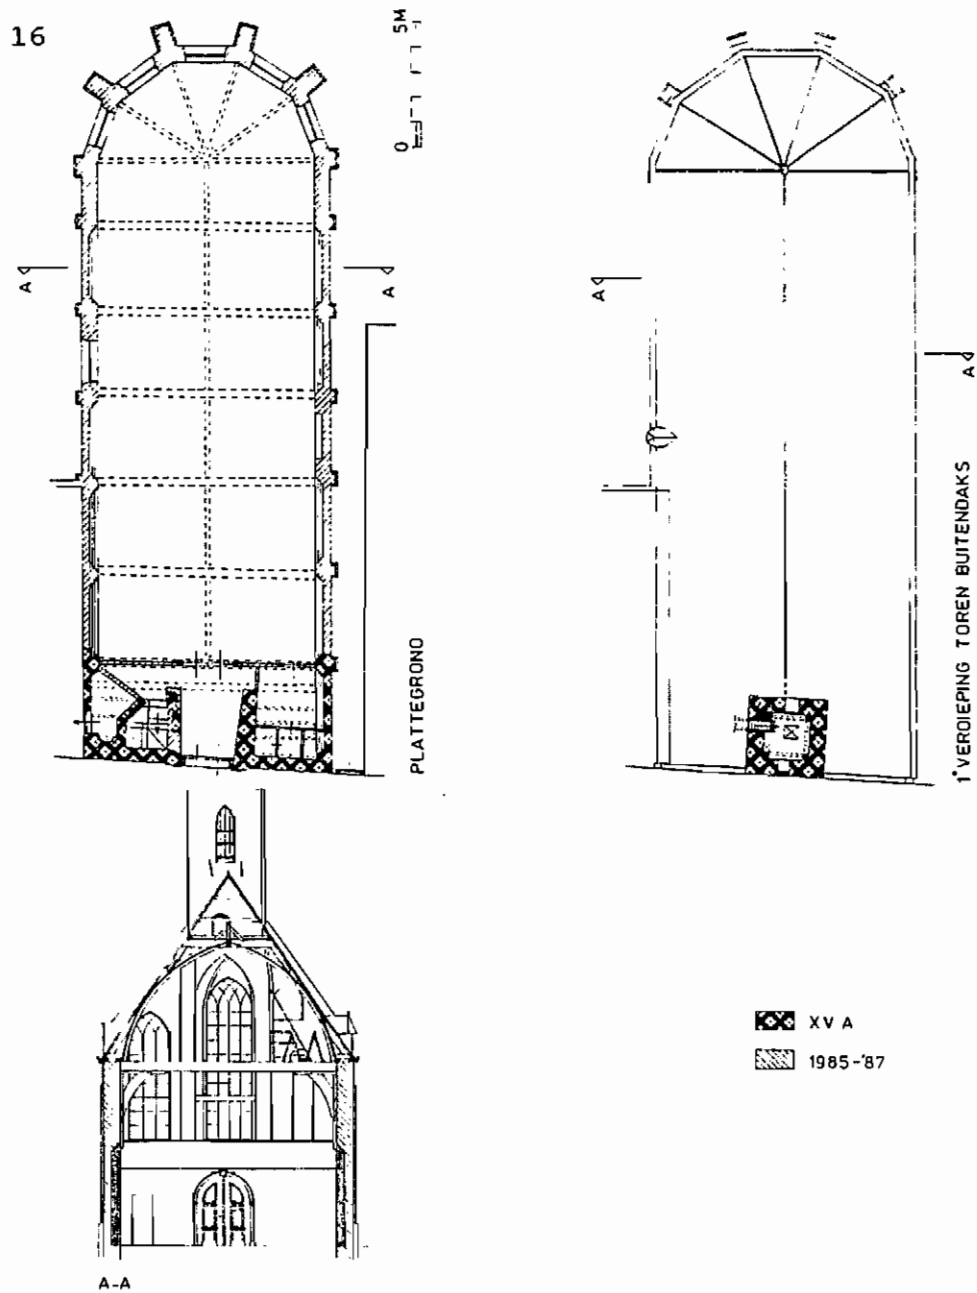 16
0 5M
A
A
A
A
PLATTEGROND
1° VERDIEPING TOREN BUITENDAKS
XV A
1985-'87
A-A